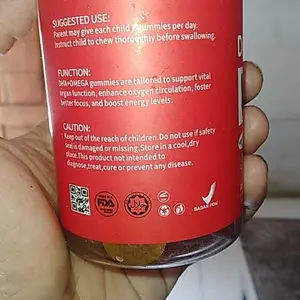 SUGGESTED USE:
Parent may give each child 2 gummies per day.
Instruct child to chew thoroughly before swallowing.
FUNCTION:
DHA+OMEGA gummies are tailored to support vital
organ function, enhance oxygen circulation, foster
better focus, and boost energy levels.
CAUTION:
Keep out of the reach of children.Do not use if safety
seal is damaged or missing.Store in a cool,dry
place.This product not intended to
diagnose,treat,cure or prevent any disease.
FDA
BADAN POM